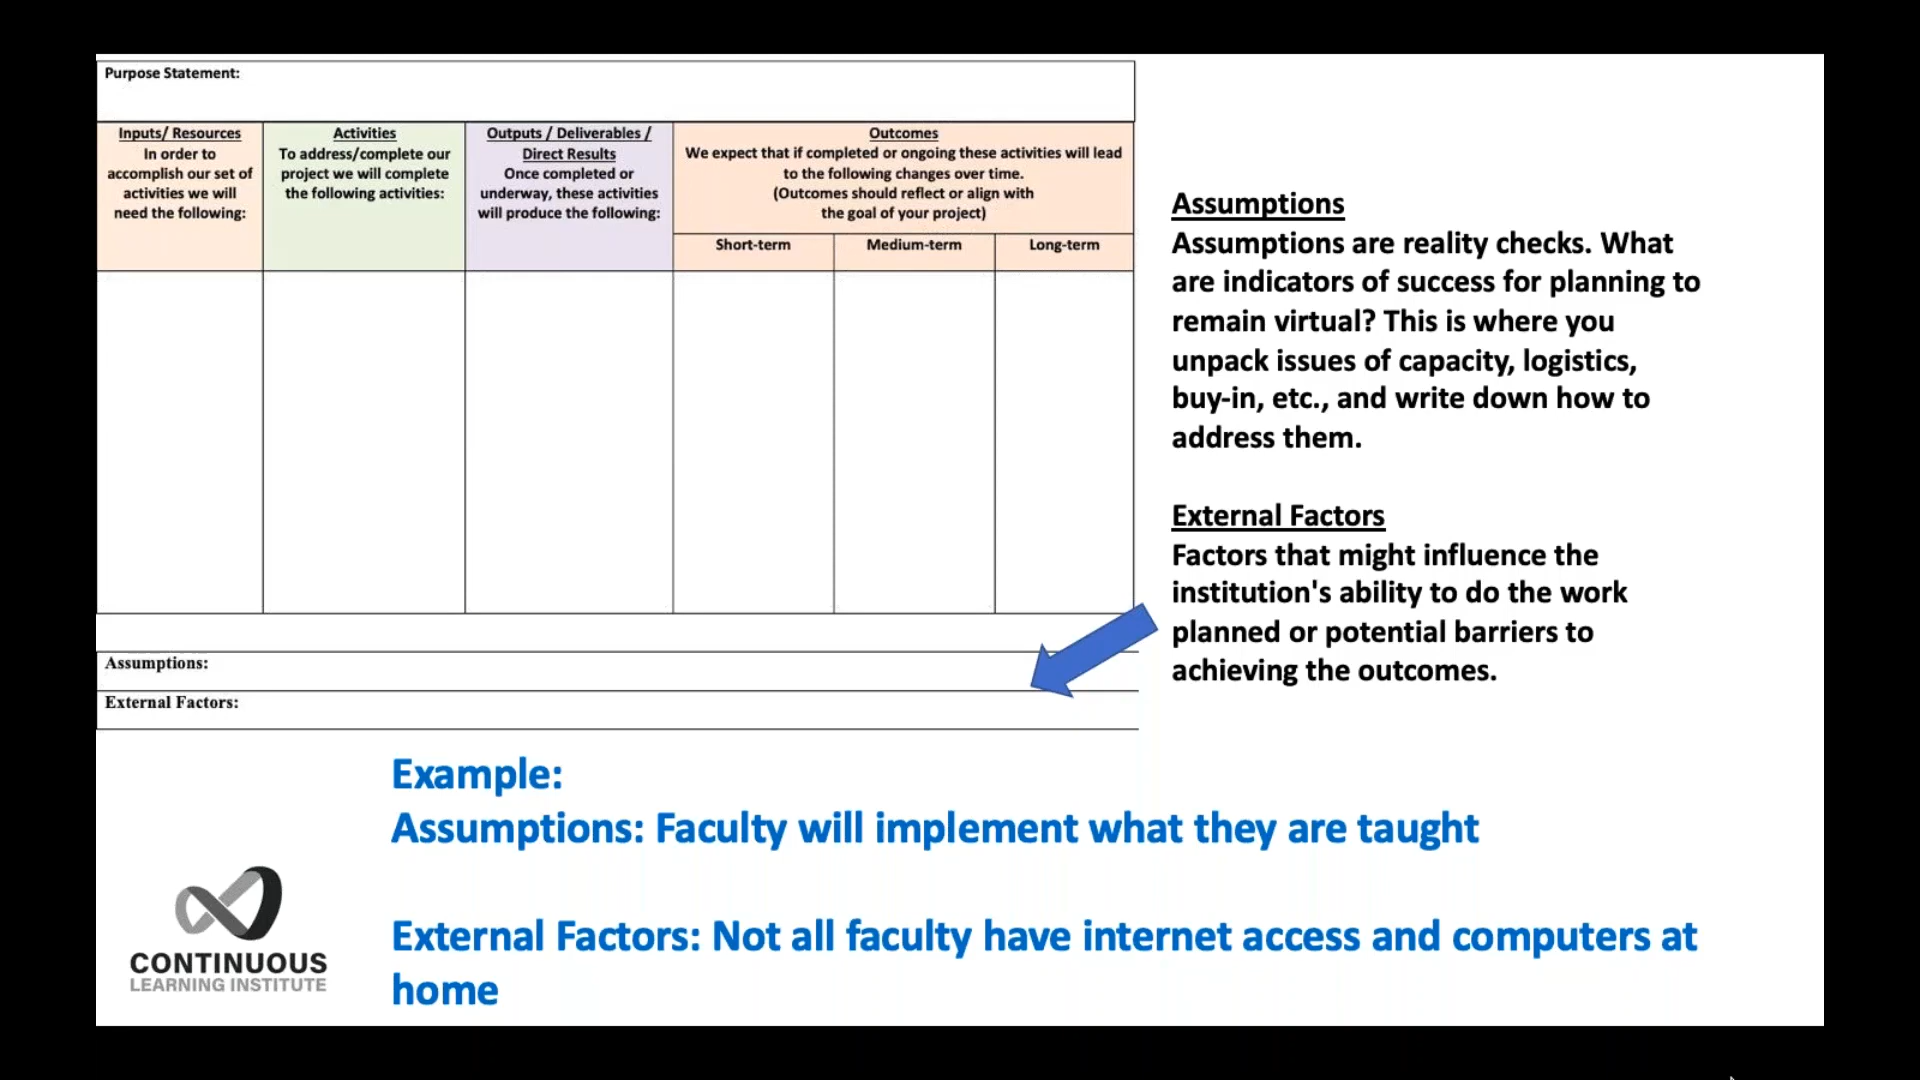 Purpose Statement:
Inputs/ Resources
In order to
accomplish our set of
activities we will
need the following:
Activities
To address/complete our
project we will complete
the following activities:
Outputs / Deliverables /
Direct Results
Once completed or
underway, these activities
will produce the following:
Outcomes
We expect that if completed or ongoing these activities will lead
to the following changes over time.
(Outcomes should reflect or align with
the goal of your project)
Short-term
Medium-term
Long-term
Assumptions:
External Factors:
Assumptions
Assumptions are reality checks. What
are indicators of success for planning to
remain virtual? This is where you
unpack issues of capacity, logistics,
buy-in, etc., and write down how to
address them.
External Factors
Factors that might influence the
institution's ability to do the work
planned or potential barriers to
achieving the outcomes.
Example:
Assumptions: Faculty will implement what they are taught
External Factors: Not all faculty have internet access and computers at
home
CONTINUOUS
LEARNING INSTITUTE